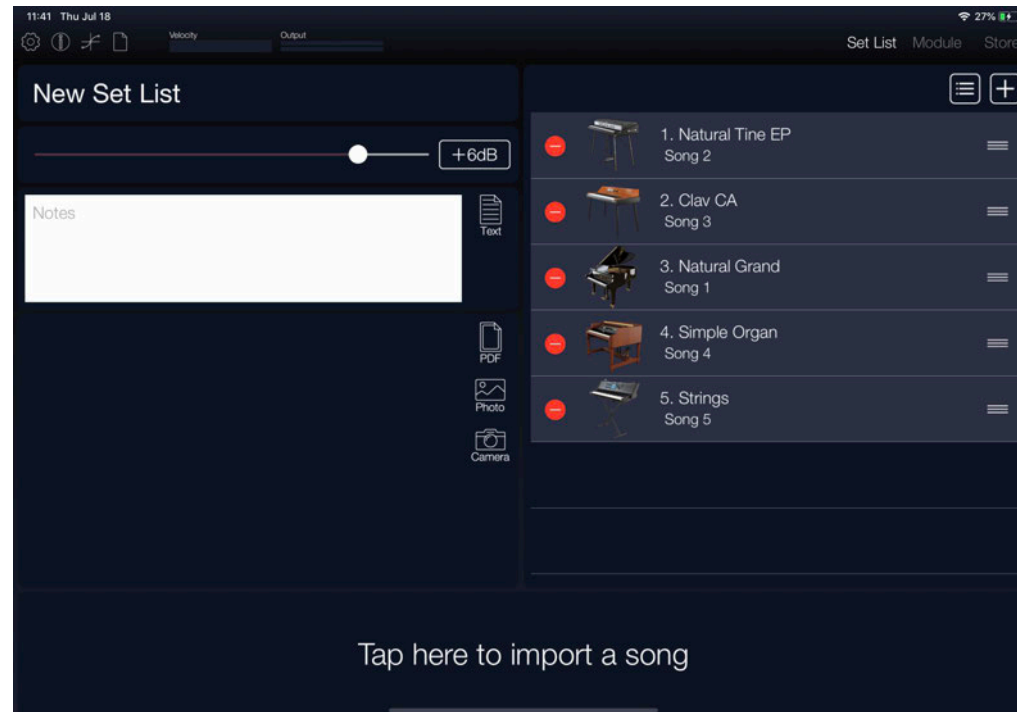 11:41 Thu Jul 18
27%
Velocity
Output
Set List Module Store
New Set List
+6dB
Notes
Text
PDF
Photo
Camera
1. Natural Tine EP
Song 2
2. Clav CA
Song 3
3. Natural Grand
Song 1
4. Simple Organ
Song 4
5. Strings
Song 5
Tap here to import a song